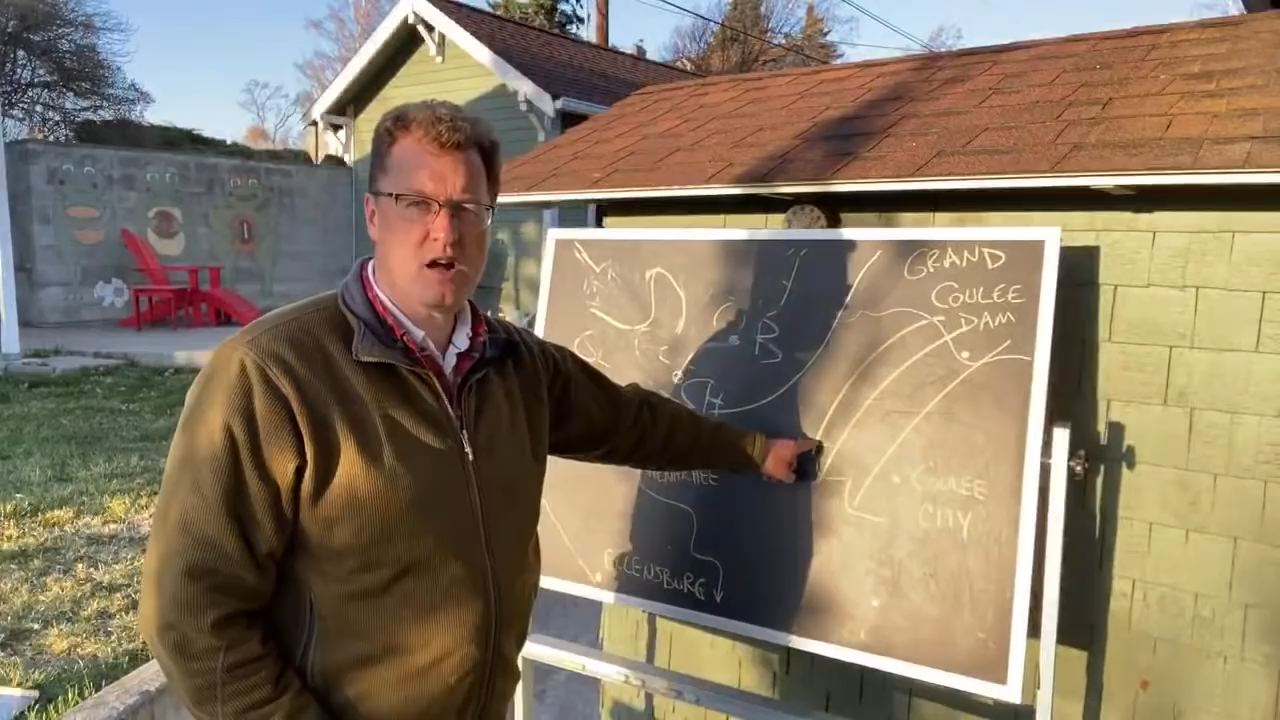 GRAND
COULEE
DAM
WENATCHEE
COULEE
CITY
ELLENSBURG